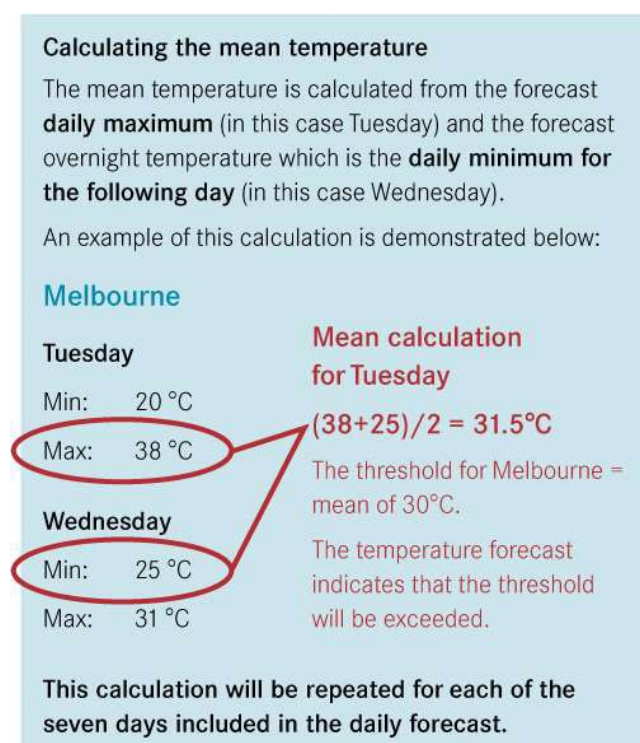 Calculating the mean temperature
The mean temperature is calculated from the forecast
daily maximum (in this case Tuesday) and the forecast
overnight temperature which is the daily minimum for
the following day (in this case Wednesday).
An example of this calculation is demonstrated below:
Melbourne
Tuesday
Min: 20 °C
Max: 38 °C
Wednesday
Min: 25 °C
Max: 31 °C
Mean calculation
for Tuesday
(38+25)/2 = 31.5°C
The threshold for Melbourne =
mean of 30°C.
The temperature forecast
indicates that the threshold
will be exceeded.
This calculation will be repeated for each of the
seven days included in the daily forecast.